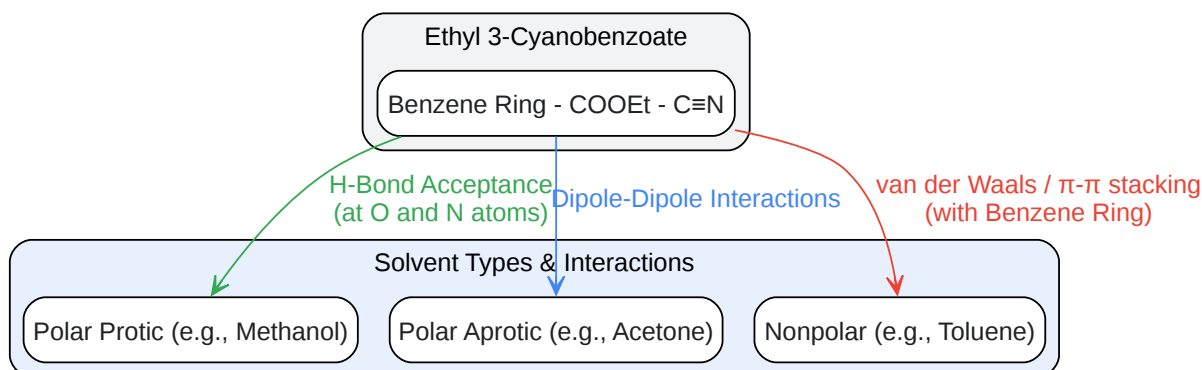 Ethyl 3-Cyanobenzoate
Benzene Ring - COOEt - C≡N
H-Bond Acceptance
(at O and N atoms)
Dipole-Dipole Interactions
van der Waals / π-π stacking
(with Benzene Ring)
Solvent Types & Interactions
Polar Protic (e.g., Methanol)
Polar Aprotic (e.g., Acetone)
Nonpolar (e.g., Toluene)